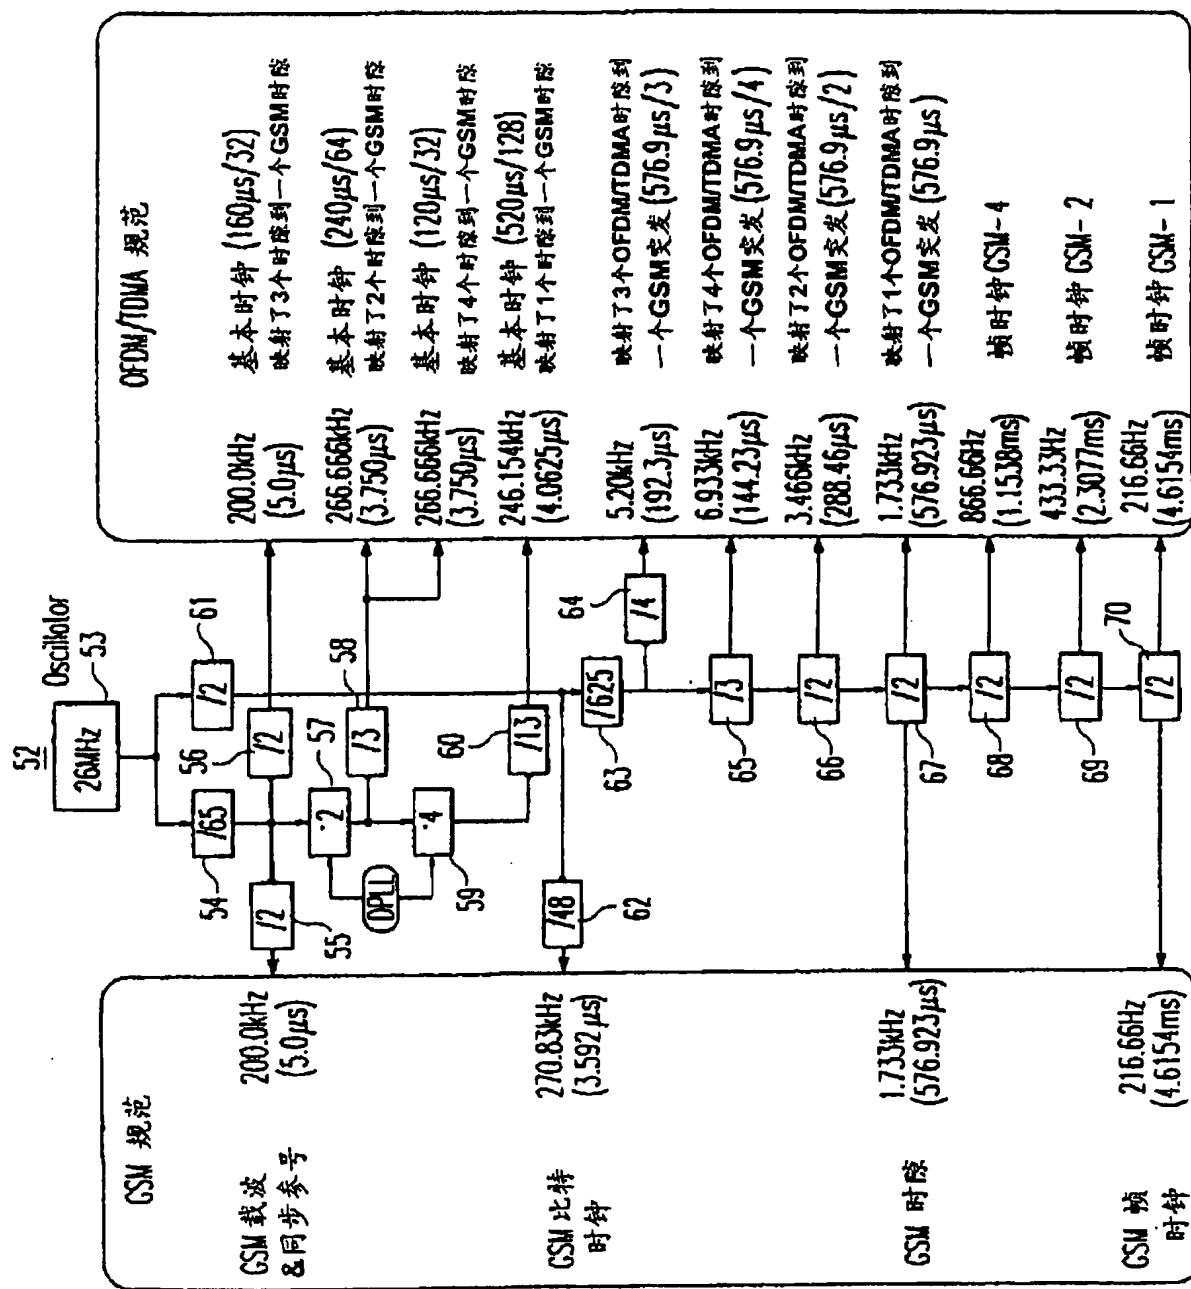 52
Oscillolor
26MHz
53
/65
54
/2
55
/2
56
·2
57
/3
58
DPLL
·4
59
/13
60
/2
61
/48
62
/625
63
/4
64
/3
65
/2
66
/2
67
/2
68
/2
69
/2
70
GSM 规范
GSM 载波
&同步参号
200.0kHz
(5.0μs)
GSM 比特
时钟
270.83kHz
(3.592μs)
GSM 时隙
1.733kHz
(576.923μs)
GSM 帧
时钟
216.66Hz
(4.6154ms)
OFDM/TDMA 规范
200.0kHz
(5.0μs)
基本时钟 (160μs/32)
映射了3个时隙到一个GSM时隙
266.666kHz
(3.750μs)
基本时钟 (240μs/64)
映射了2个时隙到一个GSM时隙
266.666kHz
(3.750μs)
基本时钟 (120μs/32)
映射了4个时隙到一个GSM时隙
246.154kHz
(4.0625μs)
基本时钟 (520μs/128)
映射了1个时隙到一个GSM时隙
5.20kHz
(192.3μs)
映射了3个OFDM/TDMA时隙到
一个GSM突发(576.9μs/3)
6.933kHz
(144.23μs)
映射了4个OFDM/TDMA时隙到
一个GSM突发(576.9μs/4)
3.466kHz
(288.46μs)
映射了2个OFDM/TDMA时隙到
一个GSM突发(576.9μs/2)
1.733kHz
(576.923μs)
映射了1个OFDM/TDMA时隙到
一个GSM突发(576.9μs)
866.66Hz
(1.1538ms)
帧时钟GSM-4
433.33Hz
(2.3077ms)
帧时钟GSM-2
216.66Hz
(4.6154ms)
帧时钟GSM-1